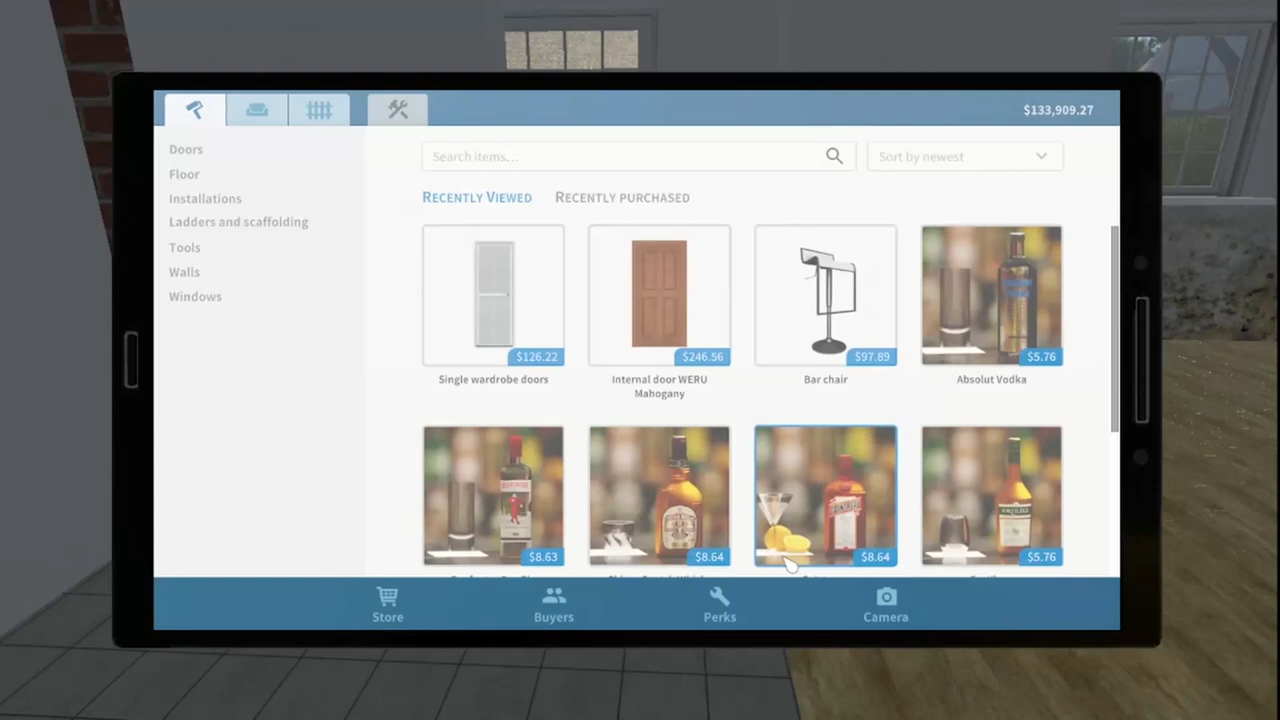 $133,909.27
Doors
Floor
Installations
Ladders and scaffolding
Tools
Walls
Windows
Search items...
Sort by newest
RECENTLY VIEWED
RECENTLY PURCHASED
$126.22
Single wardrobe doors
$246.56
Internal door WERU
Mahogany
$97.89
Bar chair
$5.76
Absolut Vodka
$8.63
$8.64
$8.64
$5.76
Store
Buyers
Perks
Camera